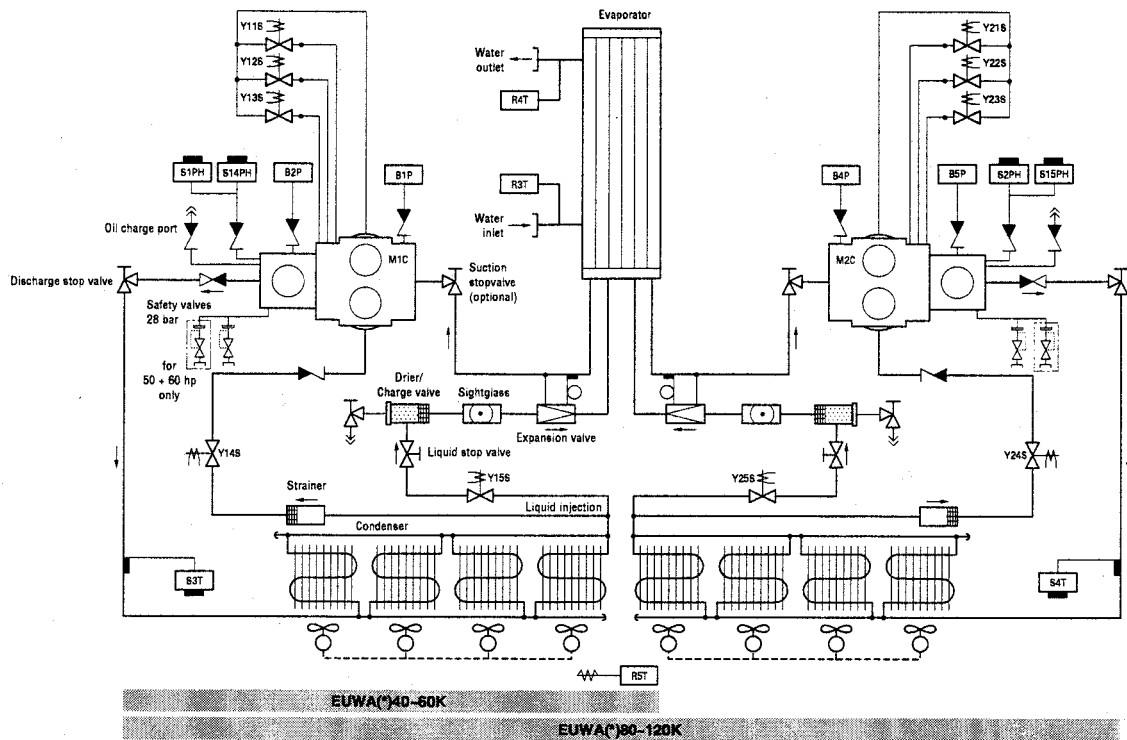 Evaporator
Y11S
Y12S
Y13S
Y21S
Y22S
Y23S
Water
outlet
R4T
S1PH
S14PH
B2P
B1P
R3T
B4P
B5P
S2PH
S15PH
Oil charge port
Water
inlet
M1C
M2C
Discharge stop valve
Suction
stopvalve
(optional)
Safety valves
28 bar
for
50 + 60 hp
only
Drier/
Charge valve
Sightglass
Expansion valve
Y14S
Liquid stop valve
Y24S
Y15S
Y25S
Strainer
Liquid injection
Condenser
S3T
S4T
R5T
EUWA(*)40-60K
EUWA(*)80-120K